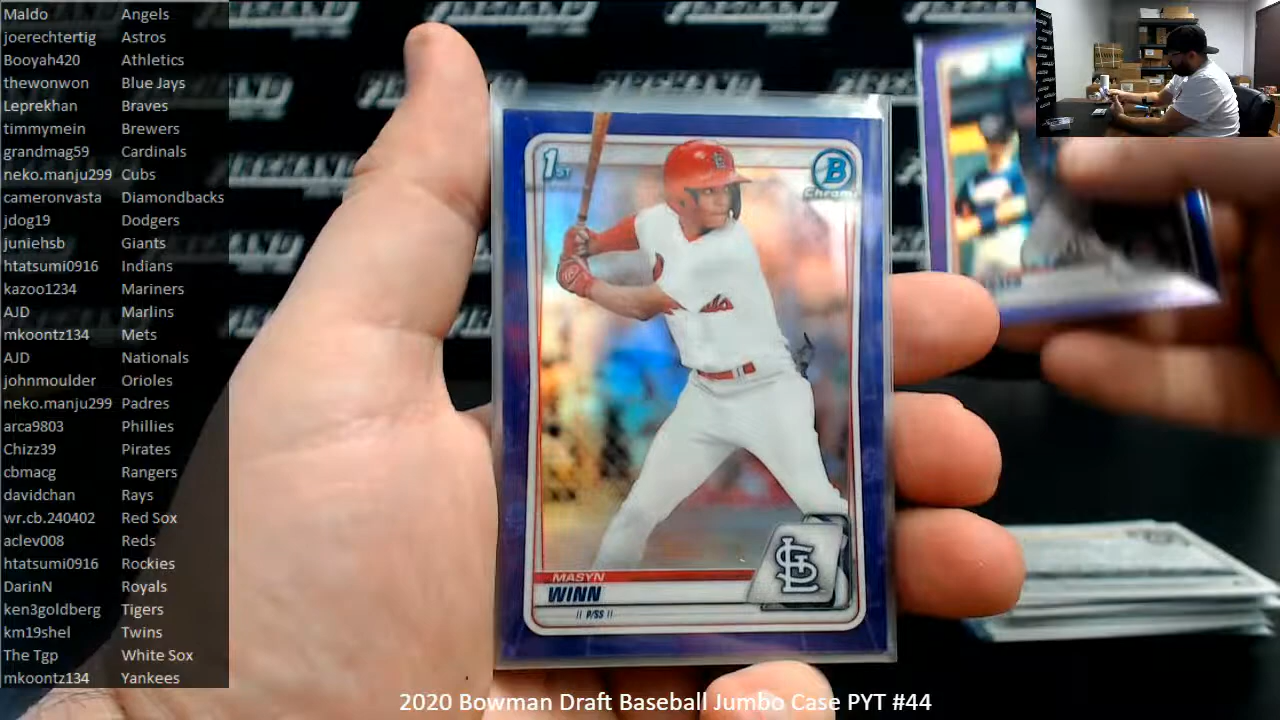 Maldo Angels
joerechtertig Astros
Booyah420 Athletics
thewonwon Blue Jays
Leprekhan Braves
timmymein Brewers
grandmag59 Cardinals
neko.manju299 Cubs
cameronvasta Diamondbacks
jdog19 Dodgers
juniehsb Giants
htatsumi0916 Indians
kazoo1234 Mariners
AJD Marlins
mkoontz134 Mets
AJD Nationals
johnmoulder Orioles
neko.manju299 Padres
arca9803 Phillies
Chizz39 Pirates
cbmacg Rangers
davidchan Rays
wr.cb.240402 Red Sox
aclev008 Reds
htatsumi0916 Rockies
DarinN Royals
ken3goldberg Tigers
km19shel Twins
The Tgp White Sox
mkoontz134 Yankees
1ST
B
Chrome
STL
MASYN
WINN
// P/SS //
2020 Bowman Draft Baseball Jumbo Case PYT #44